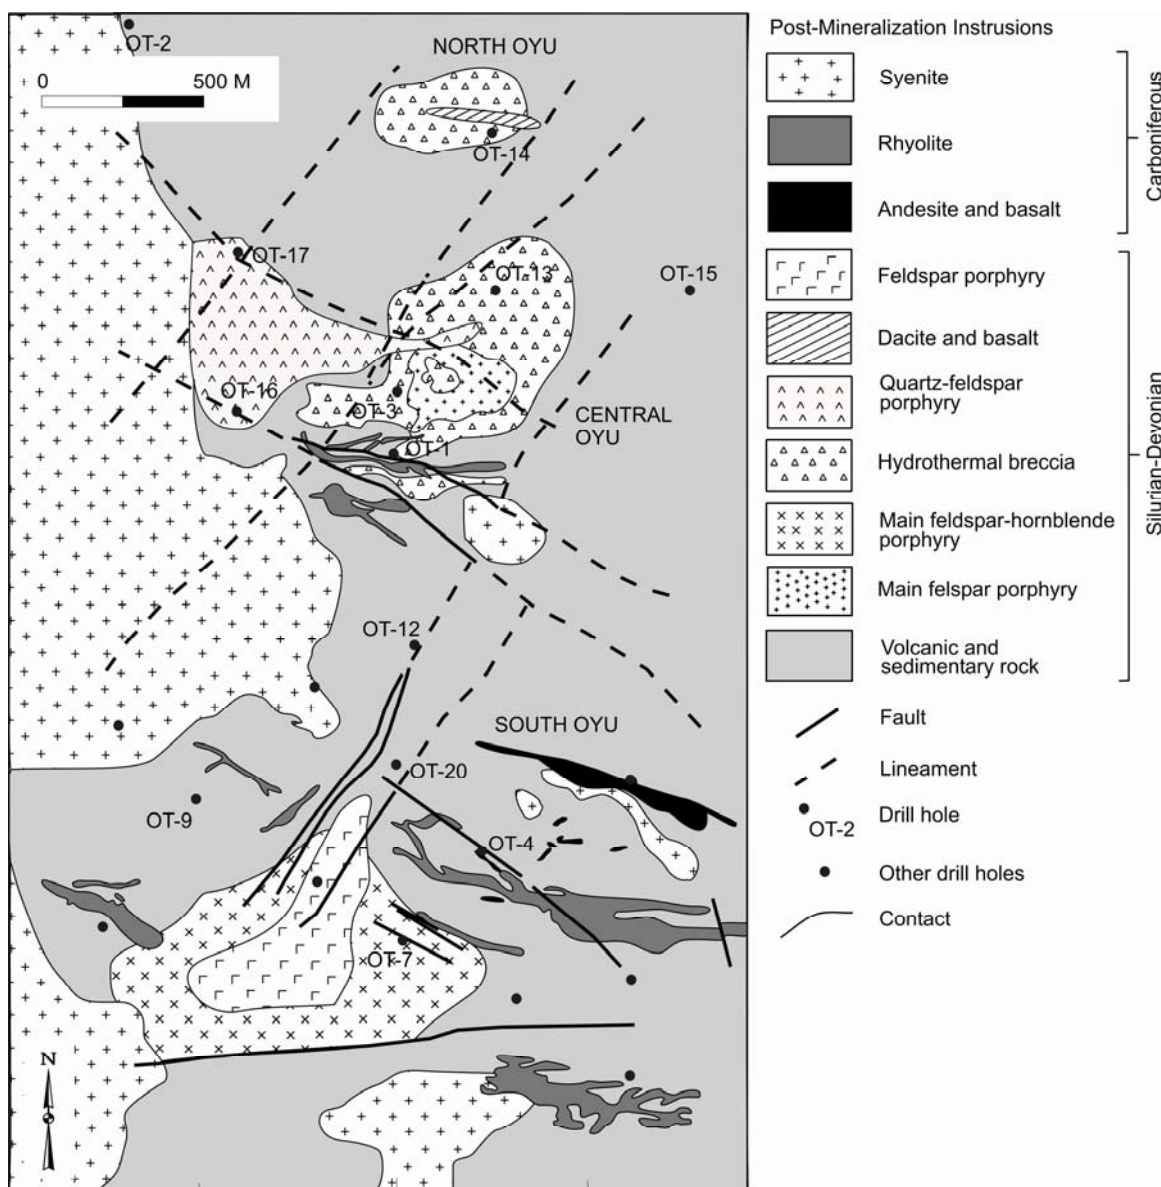 OT-2
NORTH OYU
0 500 M
OT-14
OT-17
OT-13
OT-15
OT-16
OT-3
CENTRAL
OYU
OT-1
OT-12
SOUTH OYU
OT-20
OT-9
OT-4
OT-7
N
Post-Mineralization Instrusions
Syenite
Rhyolite
Andesite and basalt
Carboniferous
Feldspar porphyry
Dacite and basalt
Quartz-feldspar
porphyry
Hydrothermal breccia
Main feldspar-hornblende
porphyry
Main felspar porphyry
Volcanic and
sedimentary rock
Silurian-Devonian
Fault
Lineament
Drill hole
OT-2
Other drill holes
Contact